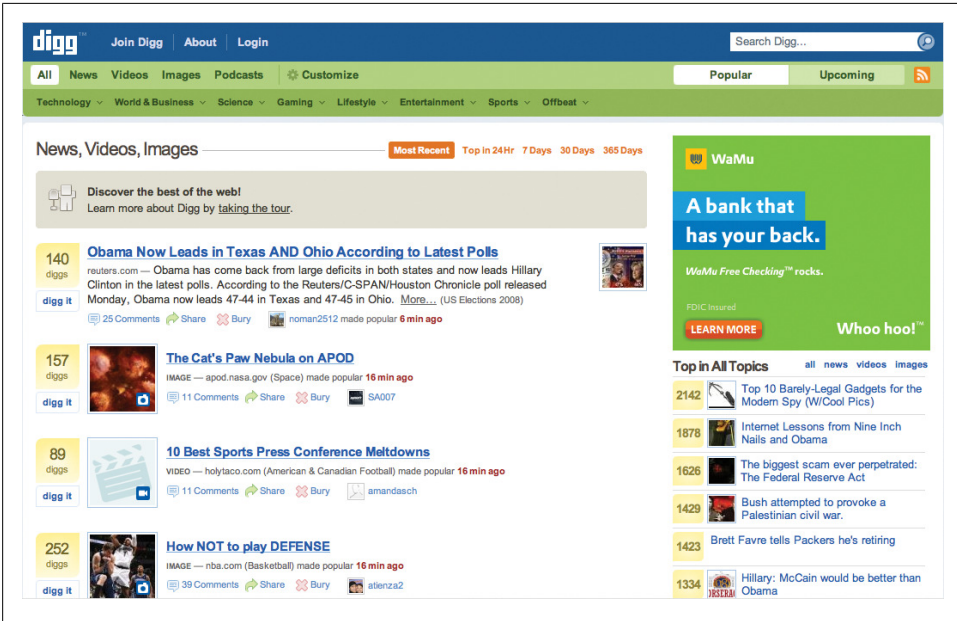 digg™ Join Digg About Login Search Digg...
All News Videos Images Podcasts Customize Popular Upcoming
Technology World & Business Science Gaming Lifestyle Entertainment Sports Offbeat
News, Videos, Images Most Recent Top in 24Hr 7 Days 30 Days 365 Days
Discover the best of the web!
Learn more about Digg by taking the tour.
140
diggs
digg it
Obama Now Leads in Texas AND Ohio According to Latest Polls
reuters.com — Obama has come back from large deficits in both states and now leads Hillary
Clinton in the latest polls. According to the Reuters/C-SPAN/Houston Chronicle poll released
Monday, Obama now leads 47-44 in Texas and 47-45 in Ohio. More... (US Elections 2008)
25 Comments Share Bury noman2512 made popular 6 min ago
157
diggs
digg it
The Cat's Paw Nebula on APOD
IMAGE — apod.nasa.gov (Space) made popular 16 min ago
11 Comments Share Bury SA007
89
diggs
digg it
10 Best Sports Press Conference Meltdowns
VIDEO — holytaco.com (American & Canadian Football) made popular 16 min ago
11 Comments Share Bury amandasch
252
diggs
digg it
How NOT to play DEFENSE
IMAGE — nba.com (Basketball) made popular 16 min ago
39 Comments Share Bury atienza2
WaMu
A bank that
has your back.
WaMu Free Checking™ rocks.
FDIC Insured
LEARN MORE Whoo hoo!™
Top in All Topics all news videos images
2142 Top 10 Barely-Legal Gadgets for the
Modern Spy (W/Cool Pics)
1878 Internet Lessons from Nine Inch
Nails and Obama
1626 The biggest scam ever perpetrated:
The Federal Reserve Act
1429 Bush attempted to provoke a
Palestinian civil war.
1423 Brett Favre tells Packers he's retiring
1334 Hillary: McCain would be better than
Obama